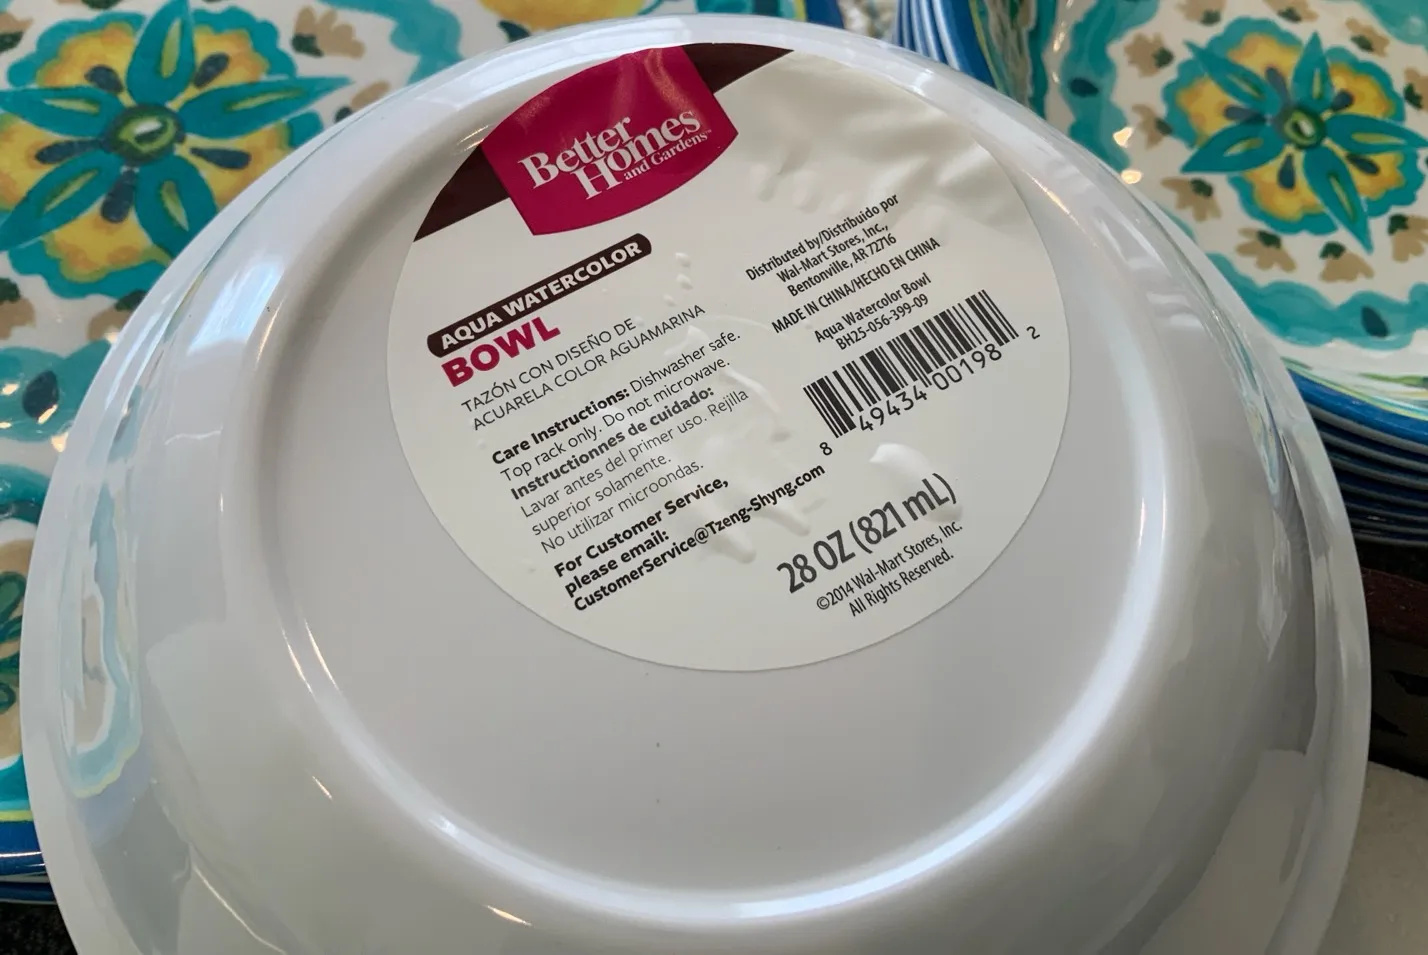 Better
Homes
and Gardens™
AQUA WATERCOLOR
BOWL
TAZÓN CON DISEÑO DE
ACUARELA COLOR AGUAMARINA
Care Instructions: Dishwasher safe.
Top rack only. Do not microwave.
Instructionnes de cuidado:
Lavar antes del primer uso. Rejilla
superior solamente.
No utilizar microondas.
For Customer Service,
please email:
CustomerService@Tzeng-Shyng.com
Distributed by/Distribuido por
Wal-Mart Stores, Inc.,
Bentonville, AR 72716
MADE IN CHINA/HECHO EN CHINA
Aqua Watercolor Bowl
BH25-056-399-09
8 49434 00198 2
28 OZ (821 mL)
©2014 Wal-Mart Stores, Inc.
All Rights Reserved.